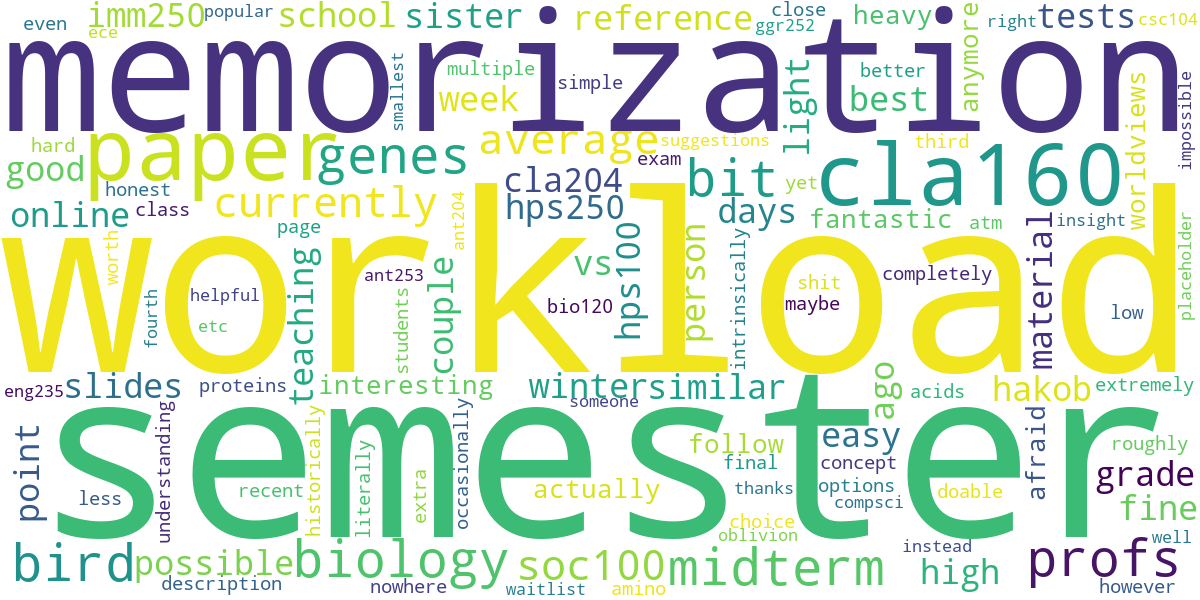 even
imm250
popular
school
sister
reference
close
ggr252
heavy
right
tests
csc104
ece
memorization
multiple
simple
smallest
week
light
better
best
anymore
worldviews
impossible
hard
paper
genes
average
suggestions
exam
third
good
honest
cla204
bit
yet
cla160
online
class
currently
hps250
days
fantastic
atm
insight
page
ant204
worth
workload
vs
person
hps100
intrinsically
material
placeholder
ant253
completely
helpful
shit
maybe
bio120
low
etc
fourth
teaching
students
couple
eng235
slides
proteins
interesting
winter
similar
ago
acids
hakob
extremely
someone
semester
point
understanding
historically
literally
extra
occasionally
follow
easy
afraid
roughly
less
recent
actually
final
concept
grade
thanks
options
doable
compsci
fine
choice
oblivion
bird
possible
biology
soc100
midterm
instead
high
profs
well
description
nowhere
waitlist
amino
however